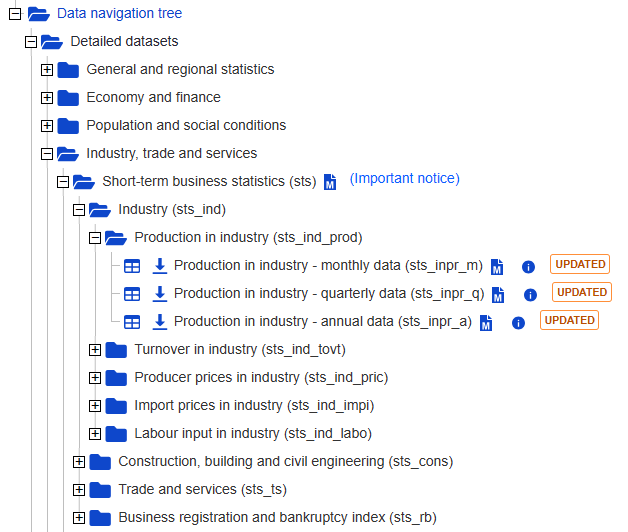 Data navigation tree
Detailed datasets
General and regional statistics
Economy and finance
Population and social conditions
Industry, trade and services
Short-term business statistics (sts) M (Important notice)
Industry (sts_ind)
Production in industry (sts_ind_prod)
Production in industry - monthly data (sts_inpr_m) M i UPDATED
Production in industry - quarterly data (sts_inpr_q) M i UPDATED
Production in industry - annual data (sts_inpr_a) M i UPDATED
Turnover in industry (sts_ind_tovt)
Producer prices in industry (sts_ind_pric)
Import prices in industry (sts_ind_impi)
Labour input in industry (sts_ind_labo)
Construction, building and civil engineering (sts_cons)
Trade and services (sts_ts)
Business registration and bankruptcy index (sts_rb)